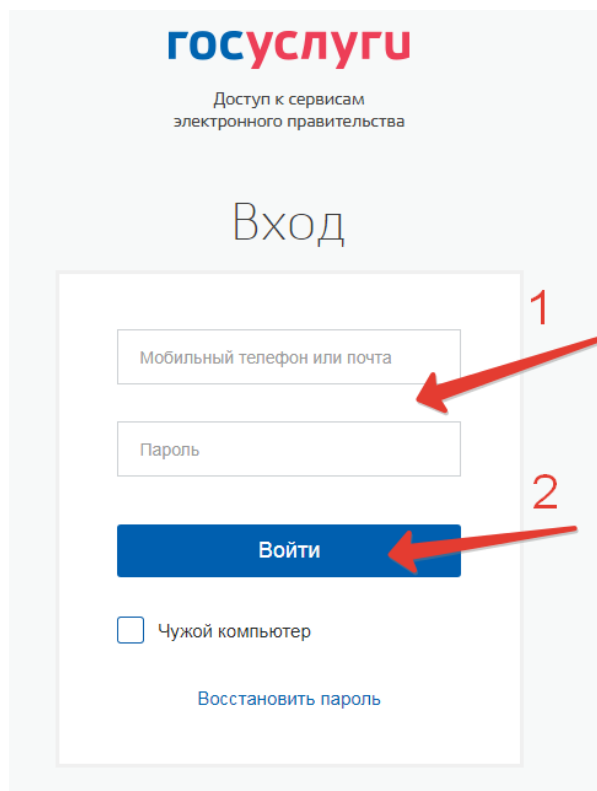 госуслуги
Доступ к сервисам
электронного правительства
Вход
1
Мобильный телефон или почта
Пароль
2
Войти
Чужой компьютер
Восстановить пароль